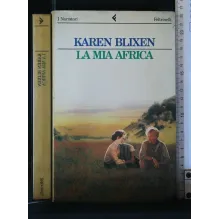 I Narratori
Feltrinelli
KAREN BLIXEN
LA MIA AFRICA